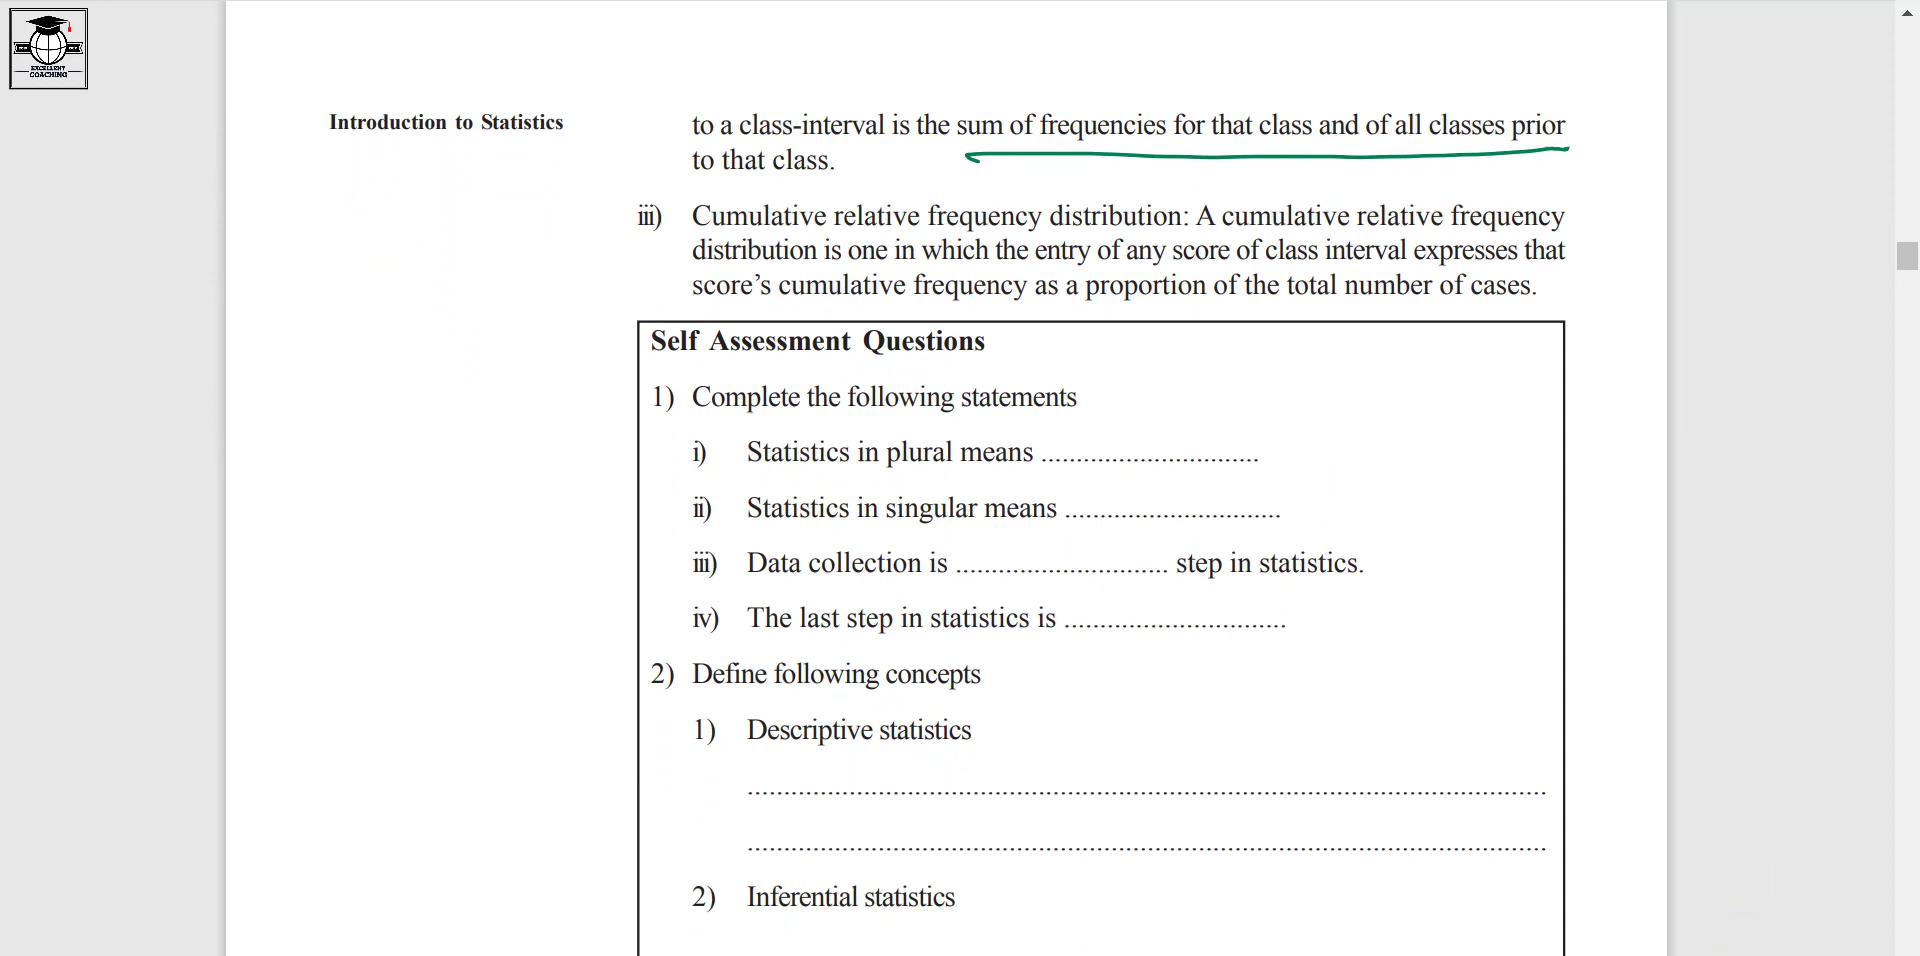 EXCELLENT
COACHING
Introduction to Statistics
to a class-interval is the sum of frequencies for that class and of all classes prior
to that class.
iii) Cumulative relative frequency distribution: A cumulative relative frequency
distribution is one in which the entry of any score of class interval expresses that
score’s cumulative frequency as a proportion of the total number of cases.
Self Assessment Questions
1) Complete the following statements
i) Statistics in plural means ...............................
ii) Statistics in singular means ...............................
iii) Data collection is .............................. step in statistics.
iv) The last step in statistics is ................................
2) Define following concepts
1) Descriptive statistics
..................................................................................................................
..................................................................................................................
2) Inferential statistics